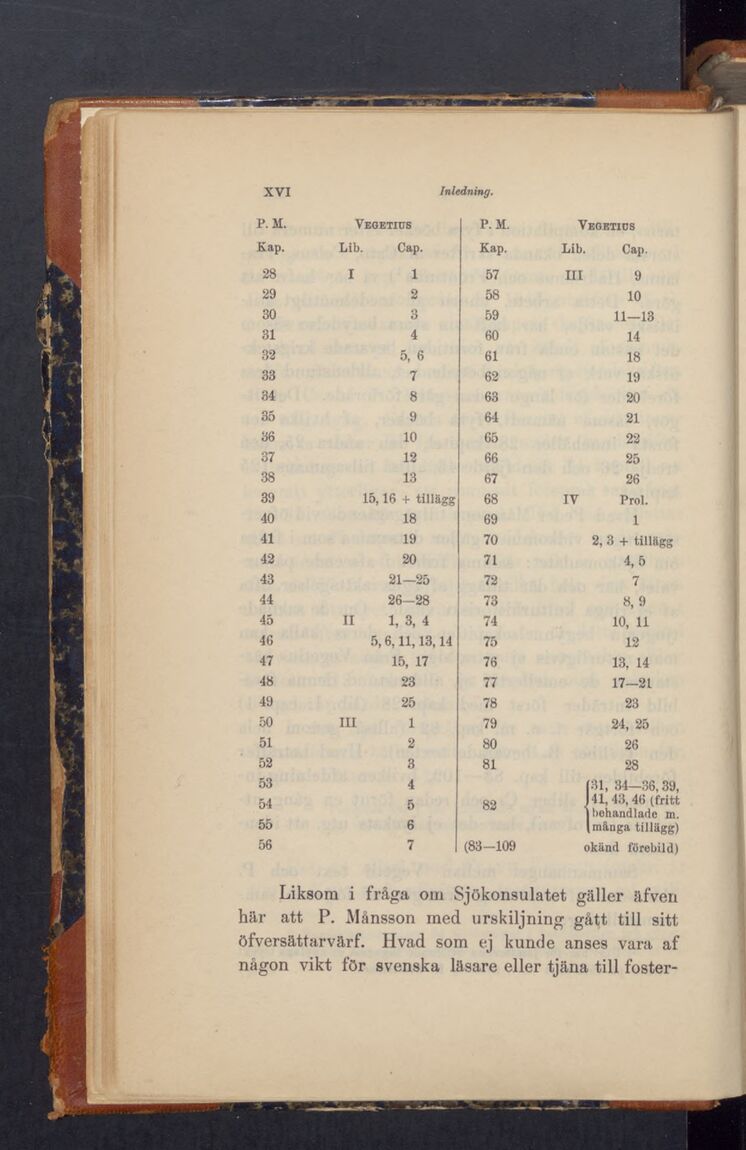 XVI Inledning.
P. M. VEGETIUS P. M. VEGETIUS
Kap. Lib. Cap. Kap. Lib. Cap.
28 I 1 57 III 9
29 2 58 10
30 3 59 11—13
31 4 60 14
32 5, 6 61 18
33 7 62 19
34 8 63 20
35 9 64 21
36 10 65 22
37 12 66 25
38 13 67 26
39 15, 16 + tillägg 68 IV Prol.
40 18 69 1
41 19 70 2, 3 + tillägg
42 20 71 4, 5
43 21—25 72 7
44 26—28 73 8, 9
45 II 1, 3, 4 74 10, 11
46 5, 6, 11, 13, 14 75 12
47 15, 17 76 13, 14
48 23 77 17—21
49 25 78 23
50 III 1 79 24, 25
51 2 80 26
52 3 81 28
53 4 31, 34—36, 39,
54 5 82 41, 43, 46 (fritt
behandlade m.
55 6 många tillägg)
56 7 (83—109 okänd förebild)
Liksom i fråga om Sjökonsulatet gäller äfven
här att P. Månsson med urskiljning gått till sitt
öfversättarvärf. Hvad som ej kunde anses vara af
någon vikt för svenska läsare eller tjäna till foster-